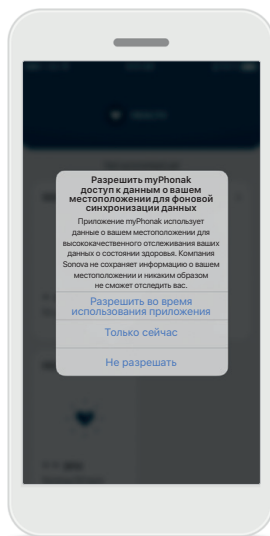 Разрешить myPhonak
доступ к данным о вашем
местоположении для фоновой
синхронизации данных
Приложение myPhonak использует
данные о вашем местоположении для
высококачественного отслеживания ваших
данных о состоянии здоровья. Компания
Sonova не сохраняет информацию о вашем
местоположении и никаким образом
не сможет отследить вас.
Разрешить во время
использования приложения
Только сейчас
Не разрешать